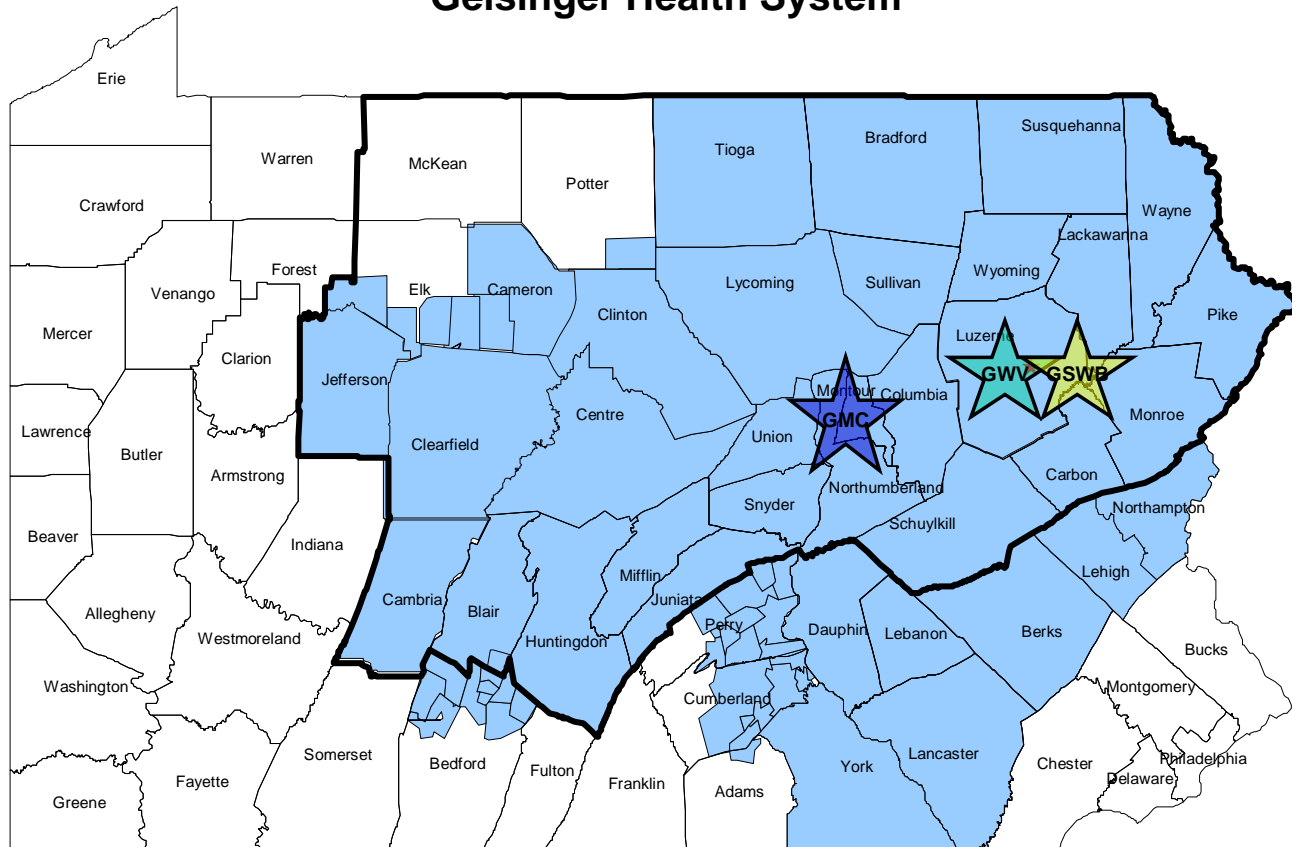 Geisinger Health System
Erie
Susquehanna
Bradford
Tioga
Warren
McKean
Potter
Crawford
Wayne
Lackawanna
Forest
Wyoming
Elk
Cameron
Lycoming
Sullivan
Venango
Clinton
Pike
Mercer
Luzerne
Clarion
GWV
GSWB
Jefferson
Montour
Columbia
Centre
Monroe
GMC
Lawrence
Union
Clearfield
Butler
Armstrong
Carbon
Northumberland
Snyder
Northampton
Schuylkill
Beaver
Indiana
Lehigh
Mifflin
Cambria
Juniata
Blair
Allegheny
Perry
Dauphin
Lebanon
Berks
Westmoreland
Huntingdon
Bucks
Washington
Montgomery
Cumberland
Somerset
Lancaster
Philadelphia
Bedford
Chester
York
Fulton
Delaware
Fayette
Franklin
Adams
Greene